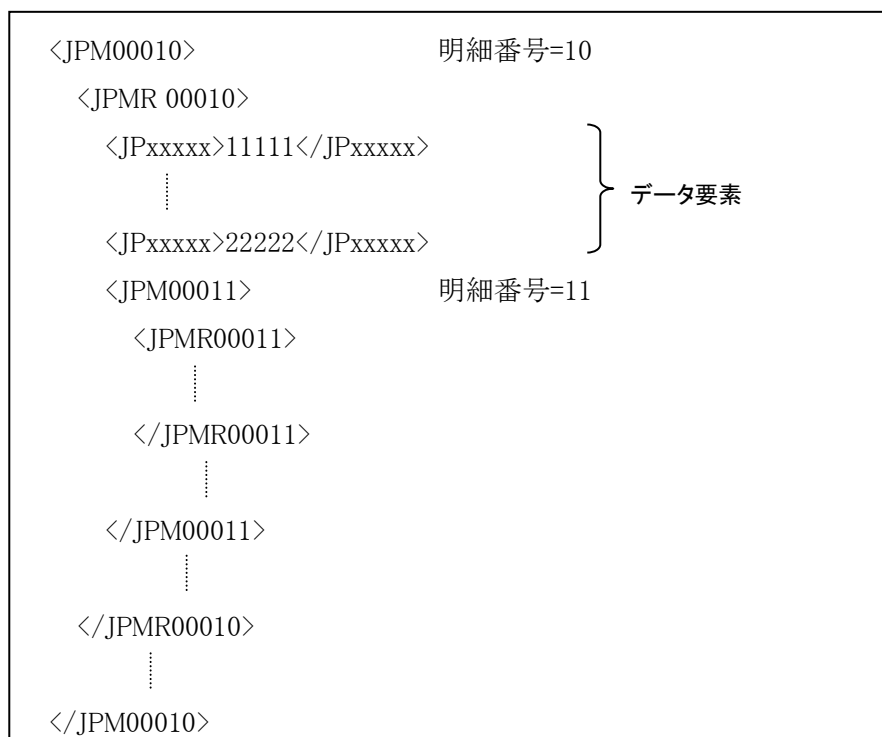 <JPM00010> 明細番号=10
<JPMR 00010>
<JPxxxxx>11111</JPxxxxx>
データ要素
<JPxxxxx>22222</JPxxxxx>
<JPM00011> 明細番号=11
<JPMR00011>
</JPMR00011>
</JPM00011>
</JPMR00010>
</JPM00010>